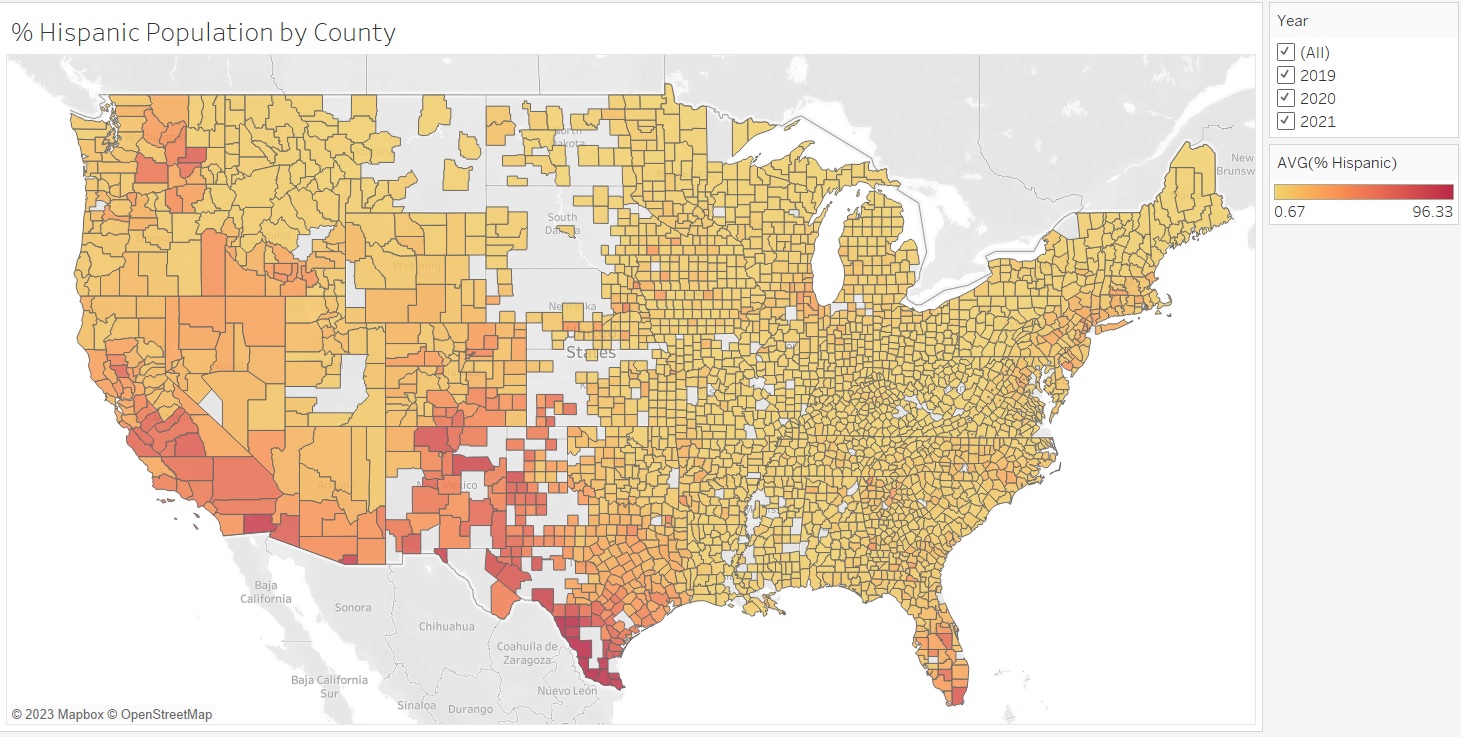 % Hispanic Population by County
Year
(All)
2019
2020
2021
AVG(% Hispanic)
0.67
96.33
New
Brunsw
North
Dakota
South
Dakota
Wyoming
Nebraska
States
Mexico
Baja
California
Sonora
Chihuahua
Coahuila de
Zaragoza
Baja California
Sur
Nuevo León
Sinaloa
Durango
© 2023 Mapbox © OpenStreetMap